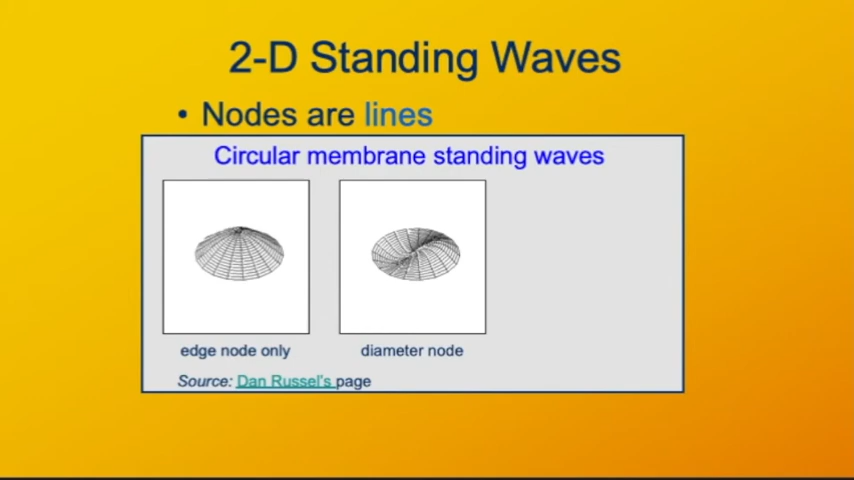 2-D Standing Waves
• Nodes are lines
Circular membrane standing waves
edge node only
diameter node
Source: Dan Russel's page